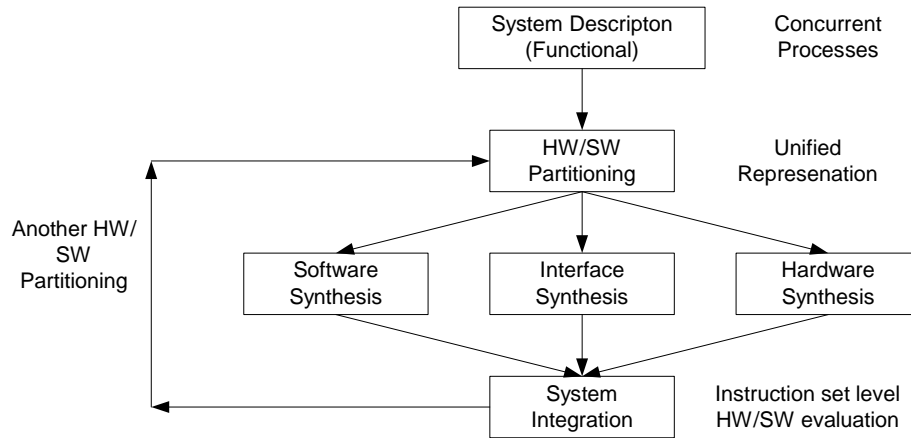 System Descripton
(Functional)
Concurrent
Processes
HW/SW
Partitioning
Unified
Represenation
Another HW/
SW
Partitioning
Software
Synthesis
Interface
Synthesis
Hardware
Synthesis
System
Integration
Instruction set level
HW/SW evaluation